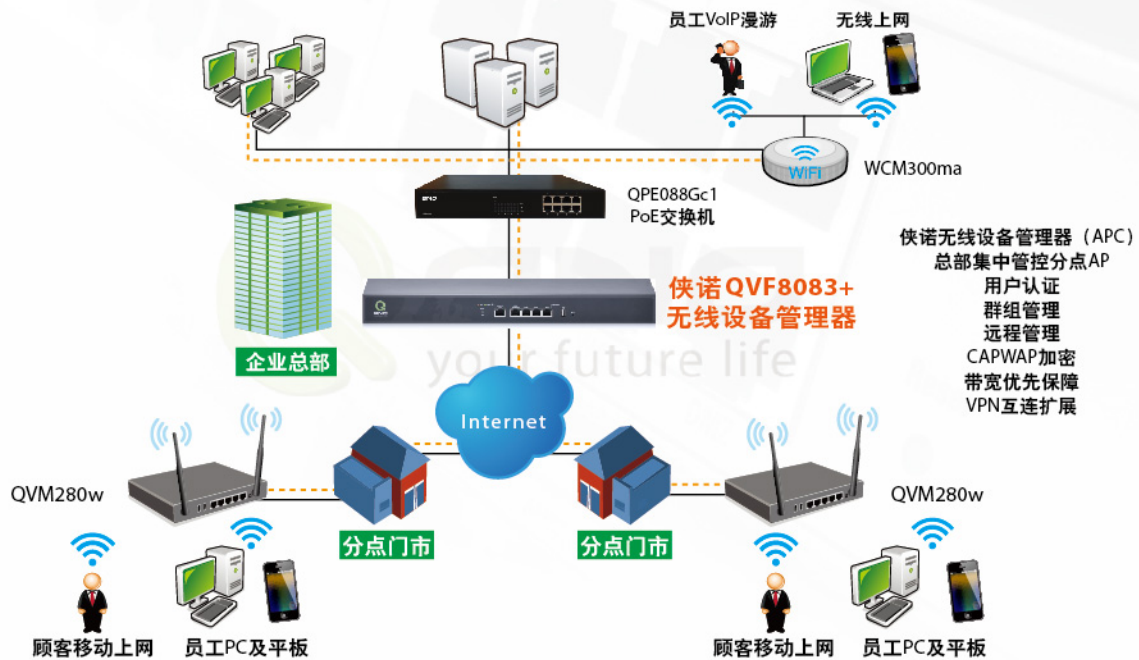 员工VoIP漫游
无线上网
WiFi
WCM300ma
QPE088Gc1
PoE交换机
侠诺无线设备管理器（APC）
总部集中管控分点AP
用户认证
群组管理
远程管理
CAPWAP加密
带宽优先保障
VPN互连扩展
侠诺QVF8083+
无线设备管理器
企业总部
your future life
Internet
QVM280w
分点门市
分点门市
QVM280w
顾客移动上网
员工PC及平板
顾客移动上网
员工PC及平板